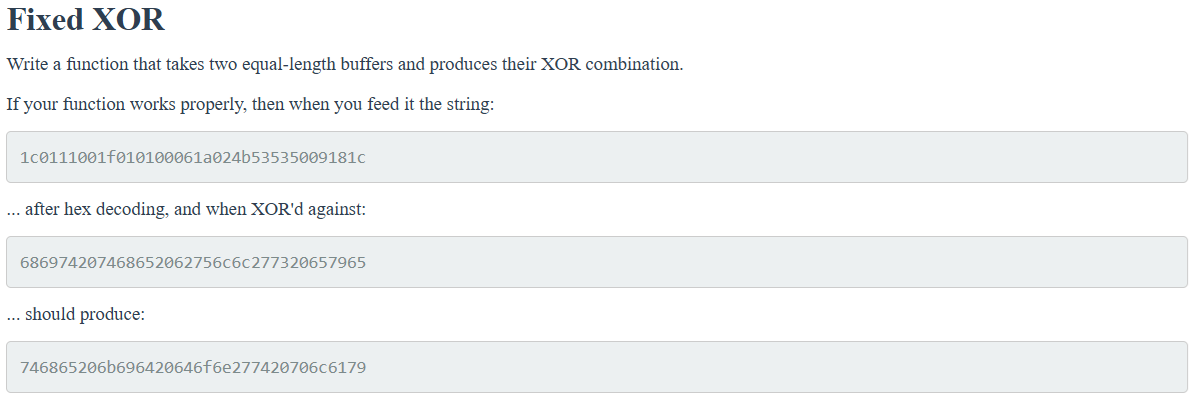 Fixed XOR
Write a function that takes two equal-length buffers and produces their XOR combination.
If your function works properly, then when you feed it the string:
1c0111001f010100061a024b53535009181c
... after hex decoding, and when XOR'd against:
686974207468652062756c6c277320657965
... should produce:
746865206b696420646f6e277420706c6179